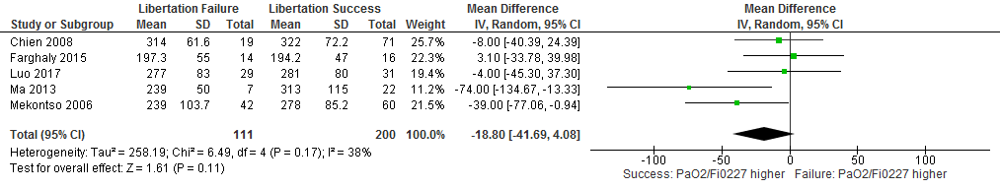 Libertation Failure Libertation Success Mean Difference Mean Difference
Study or Subgroup Mean SD Total Mean SD Total Weight IV, Random, 95% CI IV, Random, 95% CI
Chien 2008 314 61.6 19 322 72.2 71 25.7% -8.00 [-40.39, 24.39]
Farghaly 2015 197.3 55 14 194.2 47 16 22.3% 3.10 [-33.78, 39.98]
Luo 2017 277 83 29 281 80 31 19.4% -4.00 [-45.30, 37.30]
Ma 2013 239 50 7 313 115 22 11.2% -74.00 [-134.67, -13.33]
Mekontso 2006 239 103.7 42 278 85.2 60 21.5% -39.00 [-77.06, -0.94]
Total (95% CI) 111 200 100.0% -18.80 [-41.69, 4.08]
Heterogeneity: Tau² = 258.19; Chi² = 6.49, df = 4 (P = 0.17); I² = 38%
Test for overall effect: Z = 1.61 (P = 0.11)
-100 -50 0 50 100
Success: PaO2/Fi0227 higher Failure: PaO2/Fi0227 higher